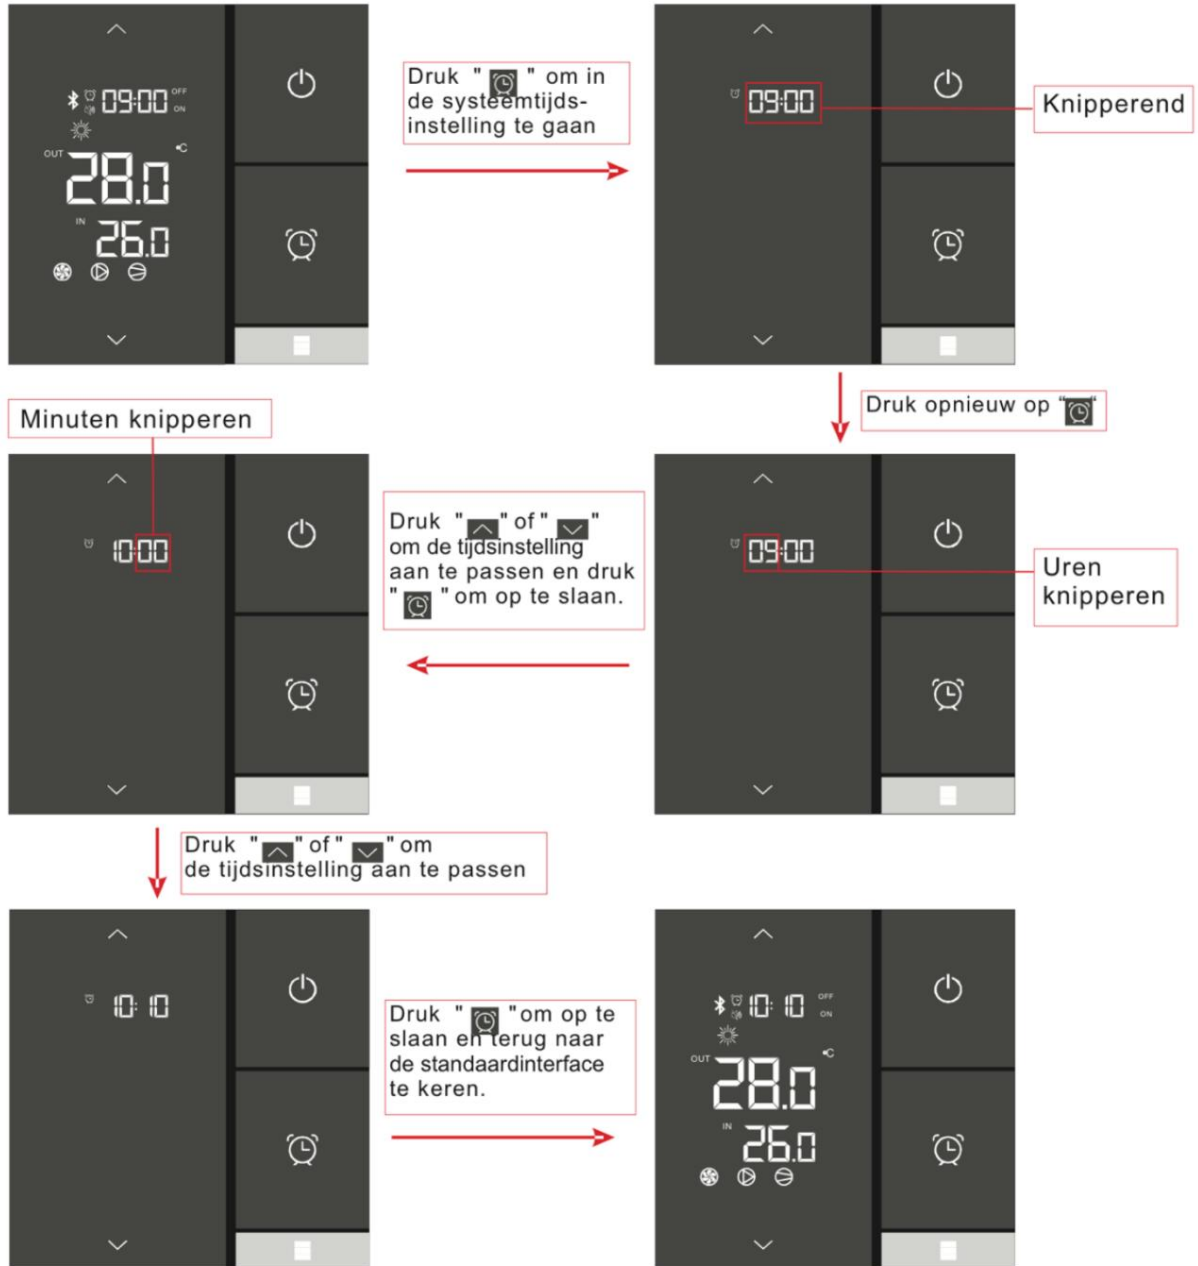 09:00 OFF
ON
OUT
°C
28.0
IN
26.0
Druk " " om in
de systeemtijds-
instelling te gaan
09:00
Knipperend
Druk opnieuw op " "
09:00
Uren
knipperen
Druk " " of " "
om de tijdsinstelling
aan te passen en druk
" " om op te slaan.
Minuten knipperen
10:00
Druk " " of " " om
de tijdsinstelling aan te passen
10:10
Druk " " om op te
slaan en terug naar
de standaardinterface
te keren.
10:10 OFF
ON
OUT
°C
28.0
IN
26.0